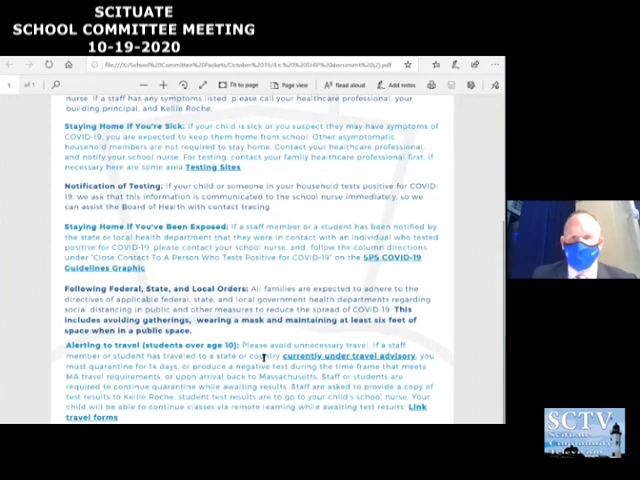 SCITUATE
SCHOOL COMMITTEE MEETING
10-19-2020
1 of 1
Fit to page
Page view
Read aloud
Add notes
nurse. If a staff has any symptoms listed, please call your healthcare professional, your
building principal, and Kellie Roche.
Staying Home if You're Sick: If your child is sick or you suspect they may have symptoms of
COVID-19, you are expected to keep them home from school. Other asymptomatic
household members are not required to stay home. Contact your healthcare professional,
and notify your school nurse. For testing, contact your family healthcare professional first. If
necessary here are some area Testing Sites
Notification of Testing: If your child or someone in your household tests positive for COVID-
19, we ask that this information is communicated to the school nurse immediately, so we
can assist the Board of Health with contact tracing.
Staying Home if You've Been Exposed: If a staff member or a student has been notified by
the state or local health department that they were in contact with an individual who tested
positive for COVID-19, please contact your school nurse, and follow the column directions
under "Close Contact To A Person Who Tests Positive for COVID-19" on the SPS COVID-19
Guidelines Graphic
Following Federal, State, and Local Orders: All families are expected to adhere to the
directives of applicable federal, state, and local government health departments regarding
social distancing in public and other measures to reduce the spread of COVID-19. This
includes avoiding gatherings, wearing a mask and maintaining at least six feet of
space when in a public space.
Alerting to travel (students over age 10): Please avoid unnecessary travel. If a staff
member or student has traveled to a state or country currently under travel advisory, you
must quarantine for 14 days, or produce a negative test during the time frame that meets
MA travel requirements, or upon arrival back to Massachusetts. Staff or students are
required to continue quarantine while awaiting results. Staff are asked to provide a copy of
test results to Kellie Roche, student test results are to go to your child's school nurse. Your
child will be able to continue classes via remote learning while awaiting test results. Link
travel forms
SCTV
Scituate
Community
Television